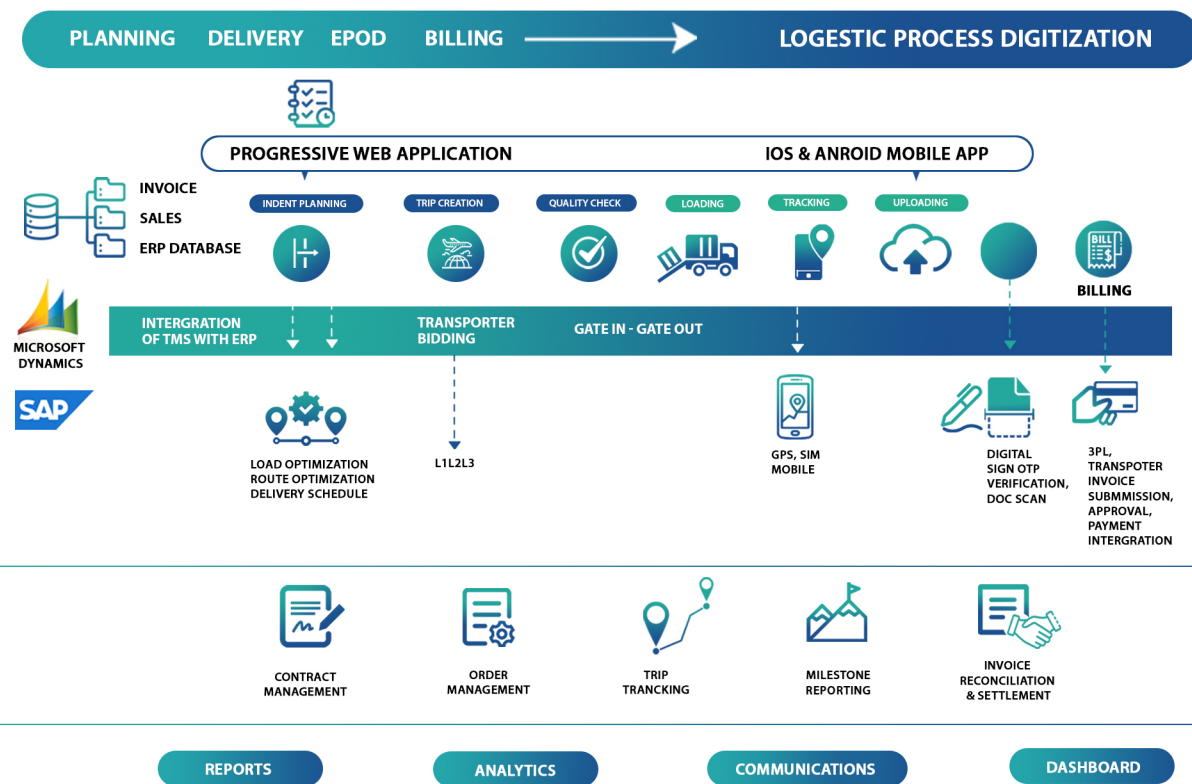 PLANNING DELIVERY EPOD BILLING LOGESTIC PROCESS DIGITIZATION
PROGRESSIVE WEB APPLICATION
IOS & ANROID MOBILE APP
INVOICE
SALES
ERP DATABASE
INDENT PLANNING
TRIP CREATION
QUALITY CHECK
LOADING
TRACKING
UPLOADING
BILL
$
BILLING
MICROSOFT
DYNAMICS
SAP
INTERGRATION
OF TMS WITH ERP
TRANSPORTER
BIDDING
GATE IN - GATE OUT
LOAD OPTIMIZATION
ROUTE OPTIMIZATION
DELIVERY SCHEDULE
L1L2L3
GPS, SIM
MOBILE
DIGITAL
SIGN OTP
VERIFICATION,
DOC SCAN
3PL,
TRANSPOTER
INVOICE
SUBMMISSION,
APPROVAL,
PAYMENT
INTERGRATION
CONTRACT
MANAGEMENT
ORDER
MANAGEMENT
TRIP
TRANCKING
MILESTONE
REPORTING
INVOICE
RECONCILIATION
& SETTLEMENT
REPORTS
ANALYTICS
COMMUNICATIONS
DASHBOARD